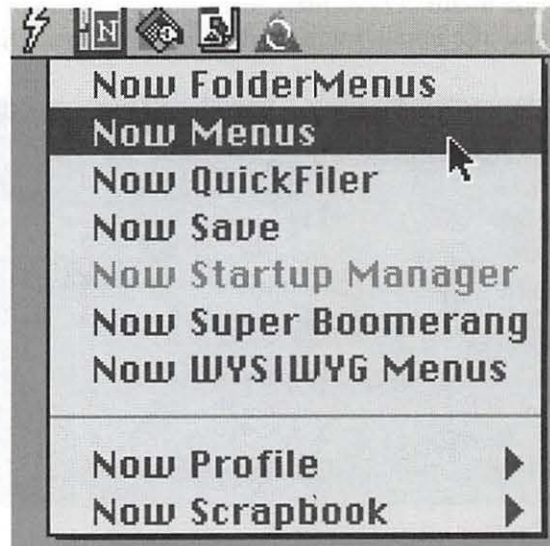 N
Now FolderMenus
Now Menus
Now QuickFiler
Now Save
Now Startup Manager
Now Super Boomerang
Now WYSIWYG Menus
Now Profile
Now Scrapbook